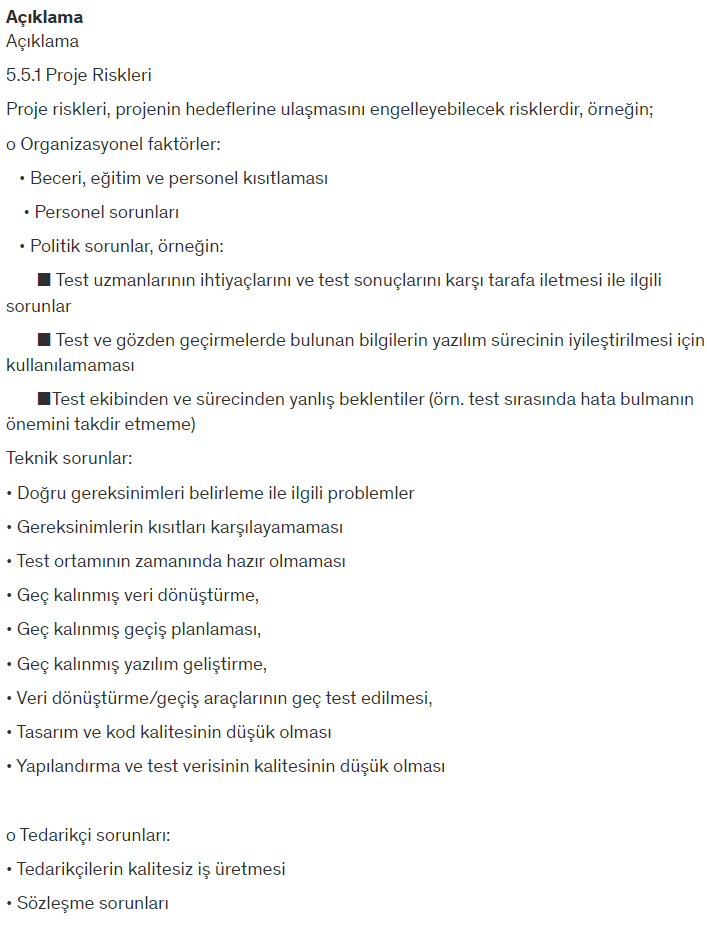 Açıklama
Açıklama
5.5.1 Proje Riskleri
Proje riskleri, projenin hedeflerine ulaşmasını engelleyebilecek risklerdir, örneğin;
o Organizasyonel faktörler:
• Beceri, eğitim ve personel kısıtlaması
• Personel sorunları
• Politik sorunlar, örneğin:
■ Test uzmanlarının ihtiyaçlarını ve test sonuçlarını karşı tarafa iletmesi ile ilgili
sorunlar
■ Test ve gözden geçirmelerde bulunan bilgilerin yazılım sürecinin iyileştirilmesi için
kullanılamaması
■Test ekibinden ve sürecinden yanlış beklentiler (örn. test sırasında hata bulmanın
önemini takdir etmeme)
Teknik sorunlar:
• Doğru gereksinimleri belirleme ile ilgili problemler
• Gereksinimlerin kısıtları karşılayamaması
• Test ortamının zamanında hazır olmaması
• Geç kalınmış veri dönüştürme,
• Geç kalınmış geçiş planlaması,
• Geç kalınmış yazılım geliştirme,
• Veri dönüştürme/geçiş araçlarının geç test edilmesi,
• Tasarım ve kod kalitesinin düşük olması
• Yapılandırma ve test verisinin kalitesinin düşük olması
o Tedarikçi sorunları:
• Tedarikçilerin kalitesiz iş üretmesi
• Sözleşme sorunları